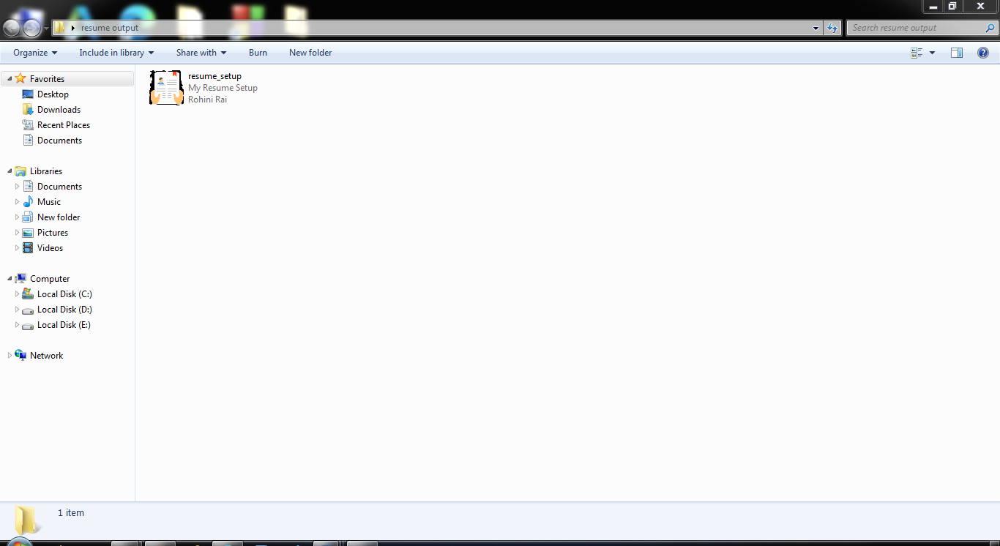 resume output
Search resume output
Organize
Include in library
Share with
Burn
New folder
Favorites
Desktop
Downloads
Recent Places
Documents
Libraries
Documents
Music
New folder
Pictures
Videos
Computer
Local Disk (C:)
Local Disk (D:)
Local Disk (E:)
Network
resume_setup
My Resume Setup
Rohini Rai
1 item